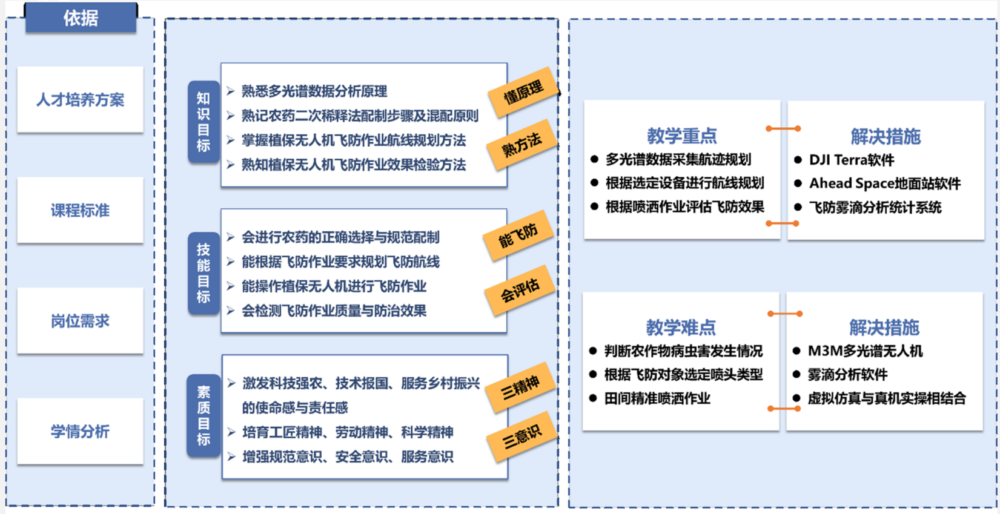 依据
人才培养方案
课程标准
岗位需求
学情分析
知识目标
熟悉多光谱数据分析原理
熟记农药二次稀释法配制步骤及混配原则
掌握植保无人机飞防作业航线规划方法
熟知植保无人机飞防作业效果检验方法
懂原理
熟方法
技能目标
会进行农药的正确选择与规范配制
能根据飞防作业要求规划飞防航线
能操作植保无人机进行飞防作业
会检测飞防作业质量与防治效果
能飞防
会评估
素质目标
激发科技强农、技术报国、服务乡村振兴
的使命感与责任感
培育工匠精神、劳动精神、科学精神
增强规范意识、安全意识、服务意识
三精神
三意识
教学重点
多光谱数据采集航迹规划
根据选定设备进行航线规划
根据喷洒作业评估飞防效果
解决措施
DJI Terra软件
Ahead Space地面站软件
飞防雾滴分析统计系统
教学难点
判断农作物病虫害发生情况
根据飞防对象选定喷头类型
田间精准喷洒作业
解决措施
M3M多光谱无人机
雾滴分析软件
虚拟仿真与真机实操相结合